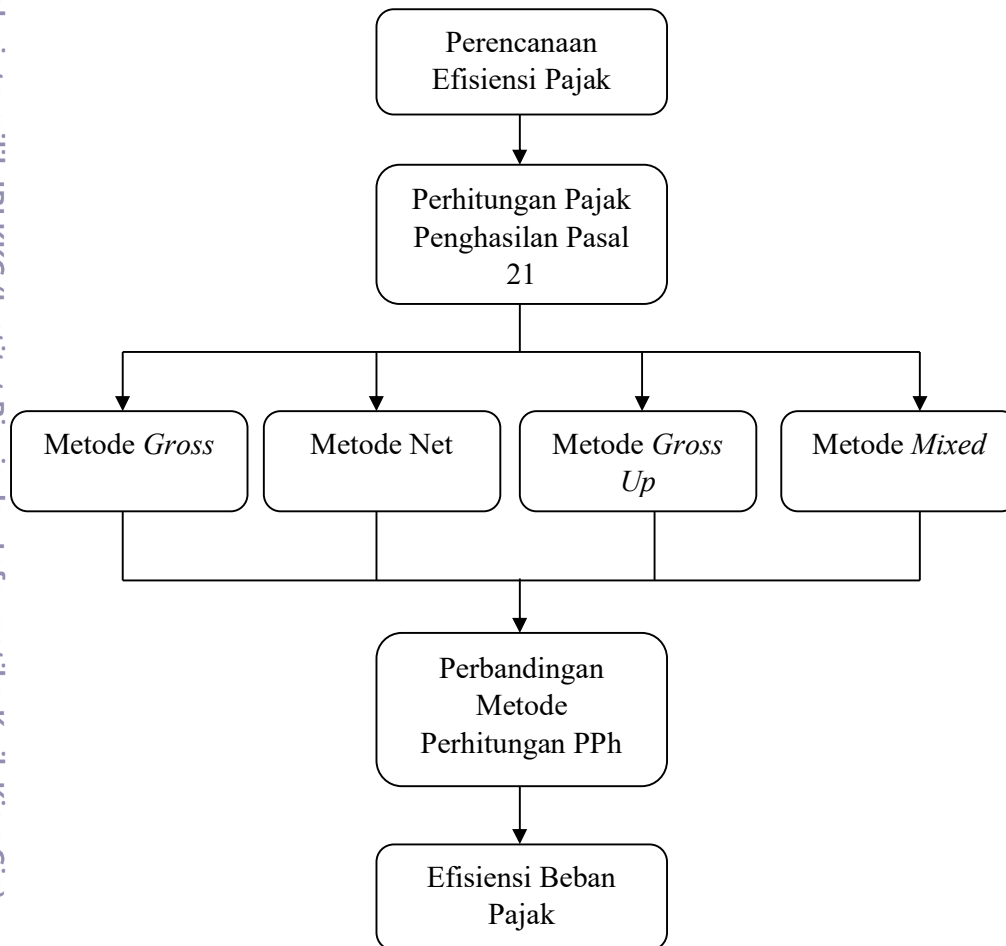 Perencanaan
Efisiensi Pajak
Perhitungan Pajak
Penghasilan Pasal
21
Metode Gross
Metode Net
Metode Gross
Up
Metode Mixed
Perbandingan
Metode
Perhitungan PPh
Efisiensi Beban
Pajak